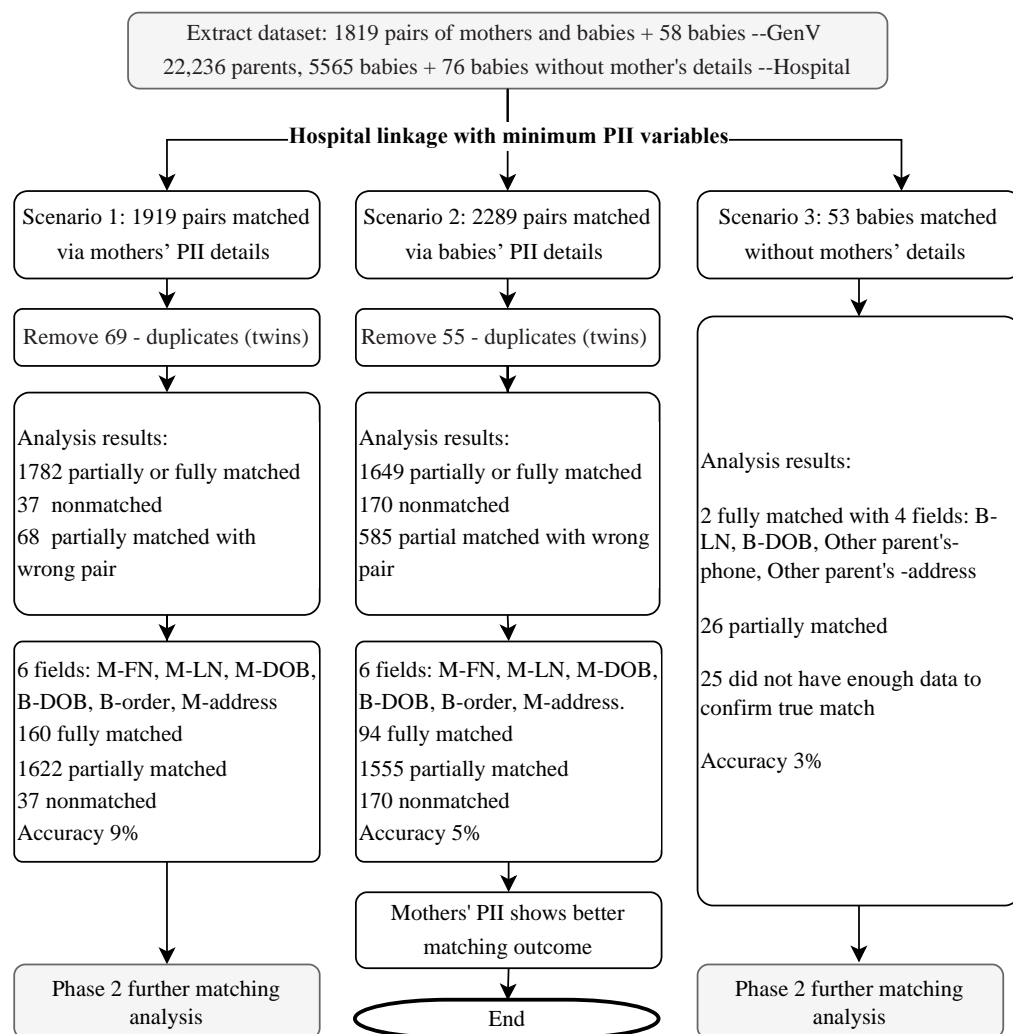 Extract dataset: 1819 pairs of mothers and babies + 58 babies --GenV
22,236 parents, 5565 babies + 76 babies without mother's details --Hospital
Hospital linkage with minimum PII variables
Scenario 1: 1919 pairs matched
via mothers’ PII details
Remove 69 - duplicates (twins)
Analysis results:
1782 partially or fully matched
37 nonmatched
68 partially matched with
wrong pair
6 fields: M-FN, M-LN, M-DOB,
B-DOB, B-order, M-address
160 fully matched
1622 partially matched
37 nonmatched
Accuracy 9%
Phase 2 further matching
analysis
Scenario 2: 2289 pairs matched
via babies’ PII details
Remove 55 - duplicates (twins)
Analysis results:
1649 partially or fully matched
170 nonmatched
585 partial matched with wrong
pair
6 fields: M-FN, M-LN, M-DOB,
B-DOB, B-order, M-address.
94 fully matched
1555 partially matched
170 nonmatched
Accuracy 5%
Mothers' PII shows better
matching outcome
End
Scenario 3: 53 babies matched
without mothers’ details
Analysis results:
2 fully matched with 4 fields: B-
LN, B-DOB, Other parent's-
phone, Other parent's -address
26 partially matched
25 did not have enough data to
confirm true match
Accuracy 3%
Phase 2 further matching
analysis